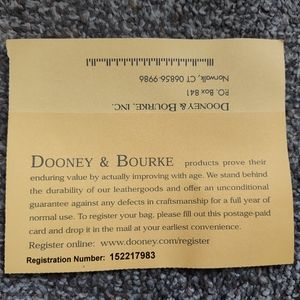 DOONEY & BOURKE, INC.
P.O. Box 841
Norwalk, CT 06856-9986
DOONEY & BOURKE products prove their
enduring value by actually improving with age. We stand behind
the durability of our leathergoods and offer an unconditional
guarantee against any defects in craftsmanship for a full year of
normal use. To register your bag, please fill out this postage-paid
card and drop it in the mail at your earliest convenience.
Register online: www.dooney.com/register
Registration Number: 152217983